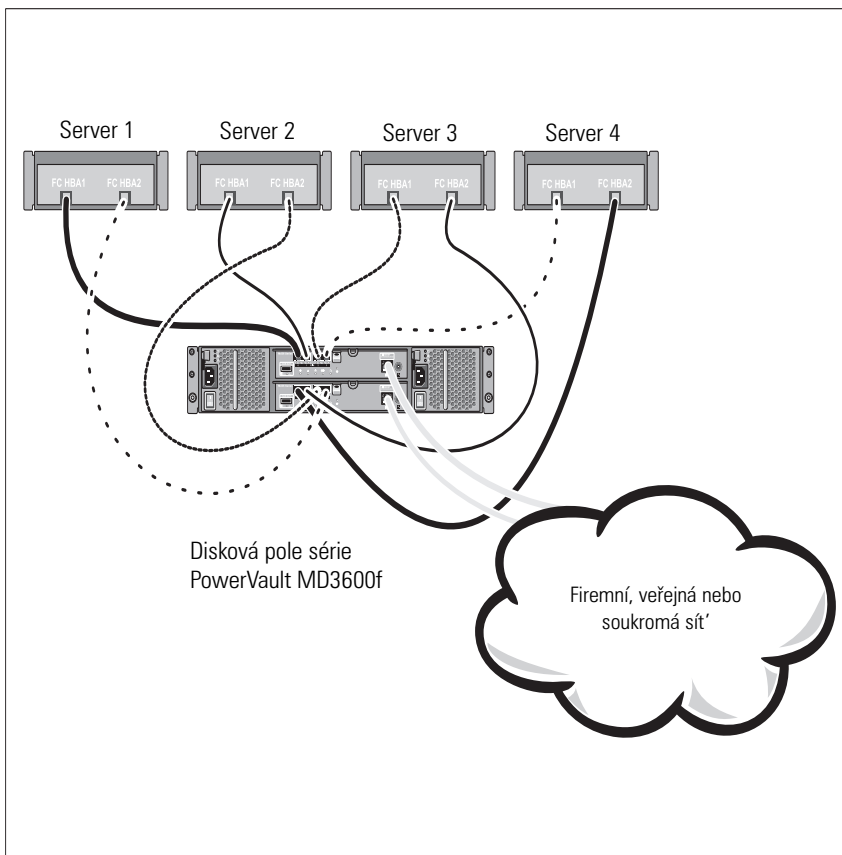 Server 1
Server 2
Server 3
Server 4
FC HBA1
FC HBA2
FC HBA1
FC HBA2
FC HBA1
FC HBA2
FC HBA1
FC HBA2
Disková pole série
PowerVault MD3600f
Firemní, veřejná nebo
soukromá sít’